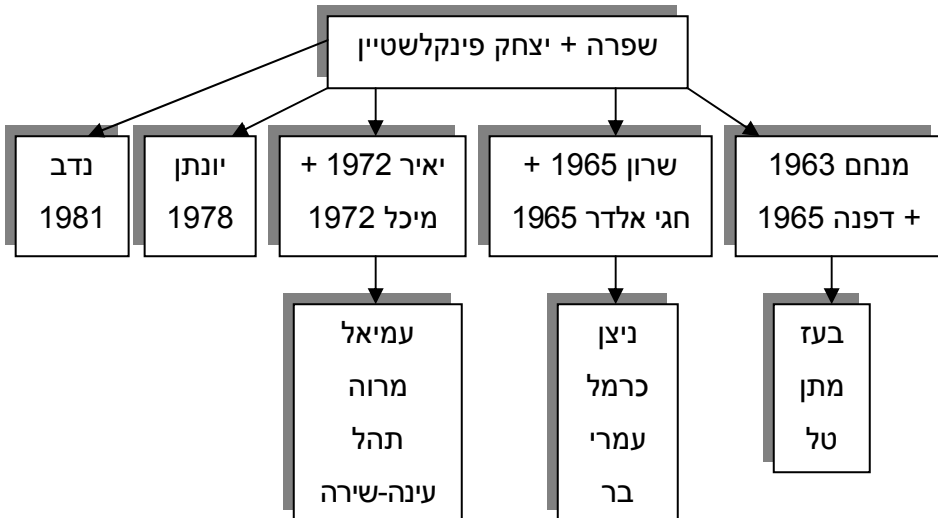 שפרה + יצחק פינקלשטיין
מנחם 1963
+ דפנה 1965
שרון 1965 +
חגי אלדר 1965
יאיר 1972 +
מיכל 1972
יונתן
1978
נדב
1981
בעז
מתן
טל
ניצן
כרמל
עמרי
בר
עמיאל
מרוה
תהל
עינה-שירה